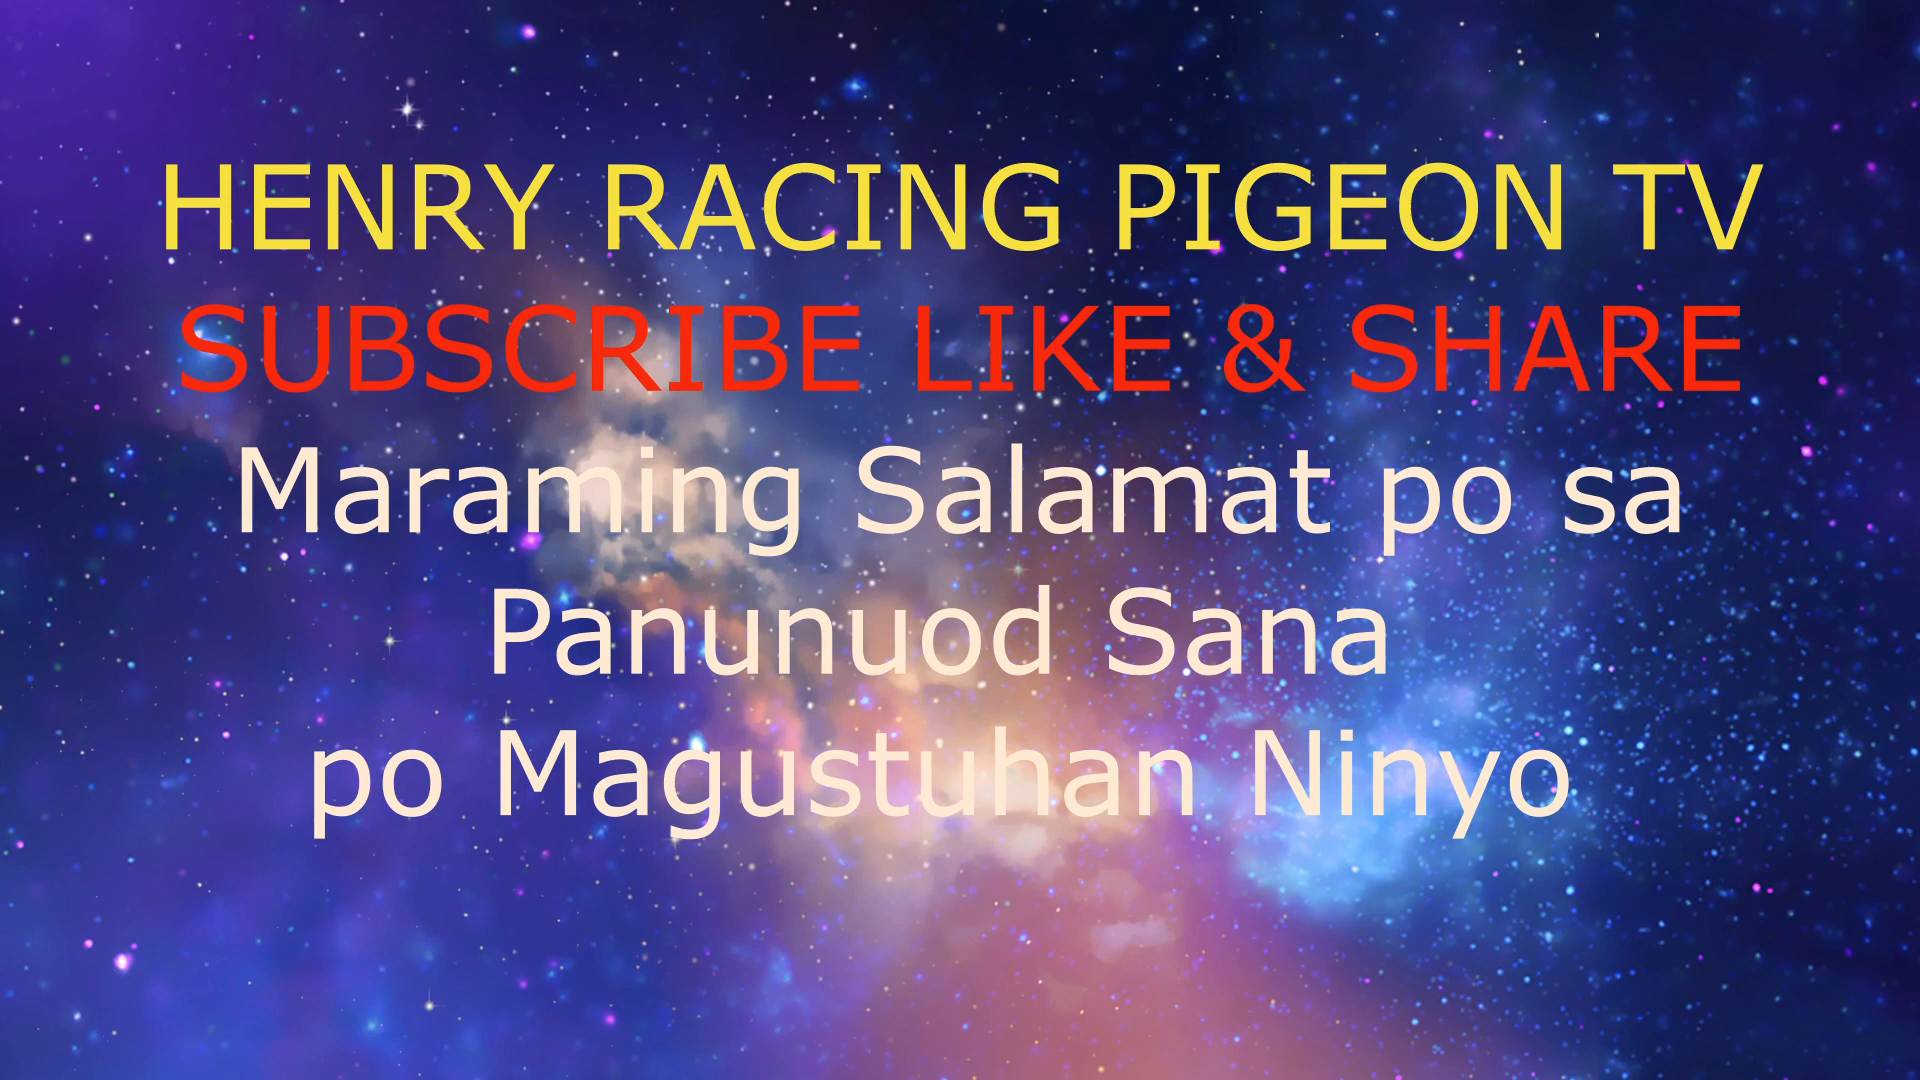 HENRY RACING PIGEON TV
SUBSCRIBE LIKE & SHARE
Maraming Salamat po sa
Panunuod Sana
po Magustuhan Ninyo